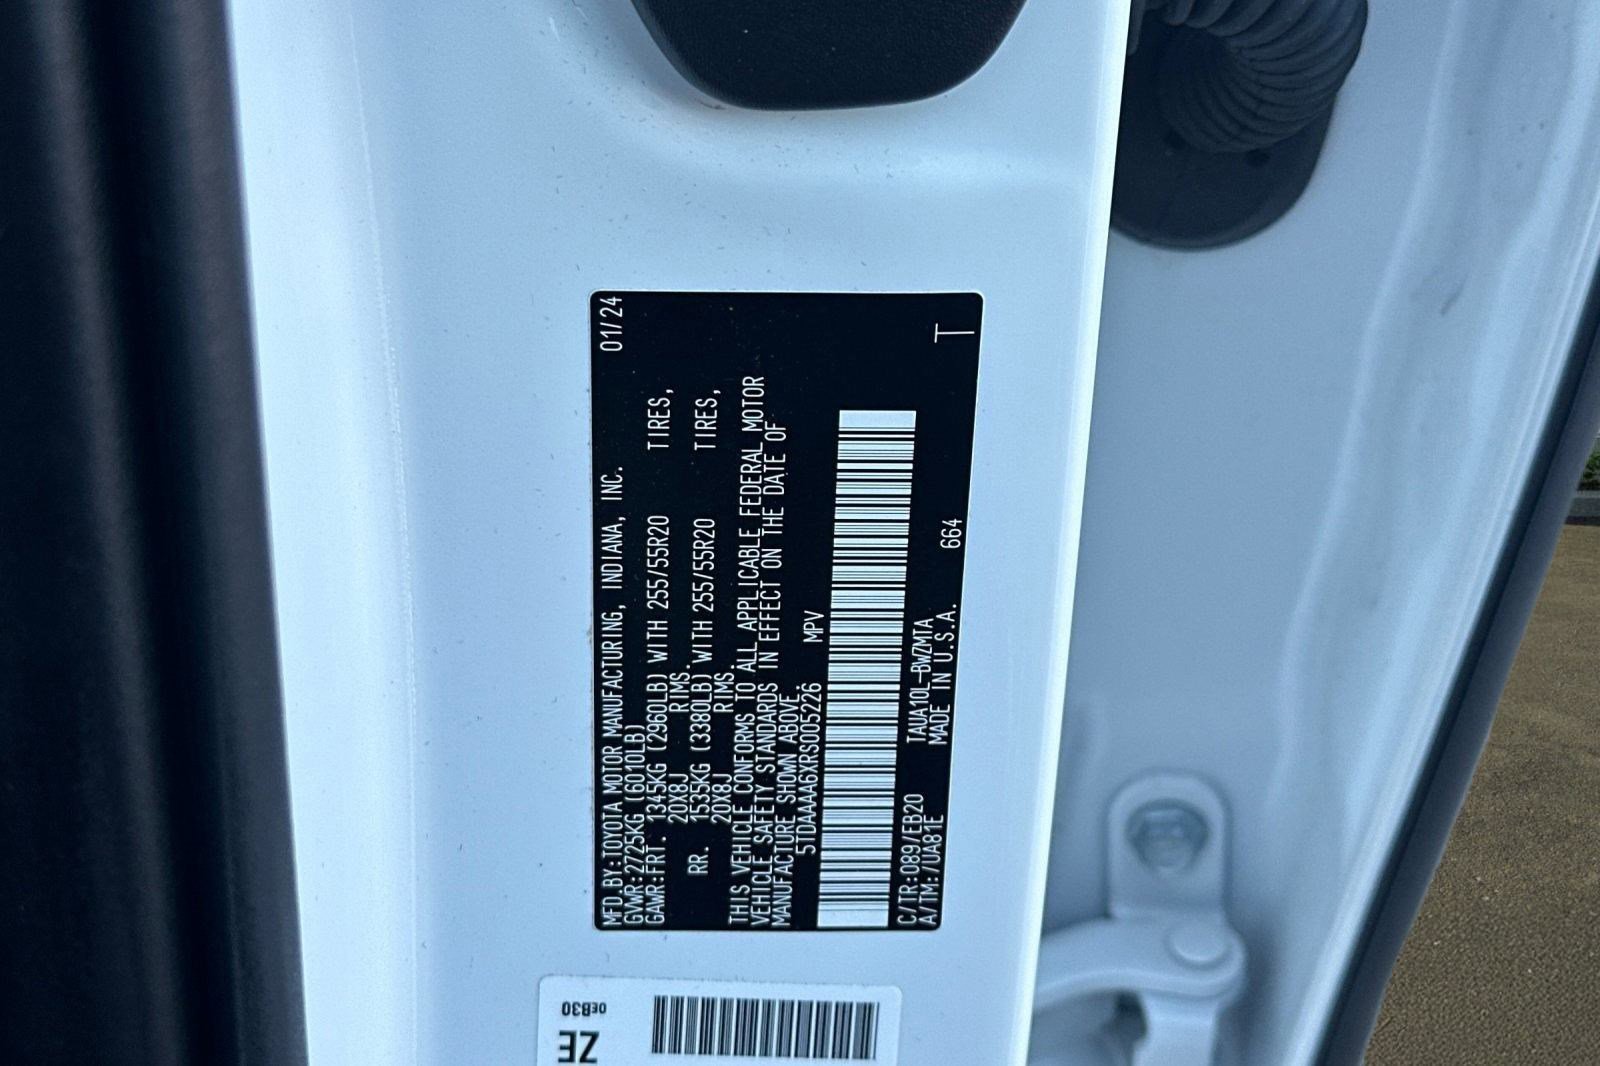 MFD.BY:TOYOTA MOTOR MANUFACTURING, INDIANA, INC. 01/24
GVWR:2725KG (6010LB)
GAWR:FRT. 1345KG (2960LB) WITH 255/55R20 TIRES,
20X8J RIMS.
RR. 1535KG (3380LB) WITH 255/55R20 TIRES,
20X8J RIMS.
THIS VEHICLE CONFORMS TO ALL APPLICABLE FEDERAL MOTOR
VEHICLE SAFETY STANDARDS IN EFFECT ON THE DATE OF
MANUFACTURE SHOWN ABOVE.
5TDAAAA6XRS005226 MPV
C/TR:089/EB20 TAUA10L-BWZMTA 664
A/TM:/UA81E MADE IN U.S.A. T
0EB30
ZE